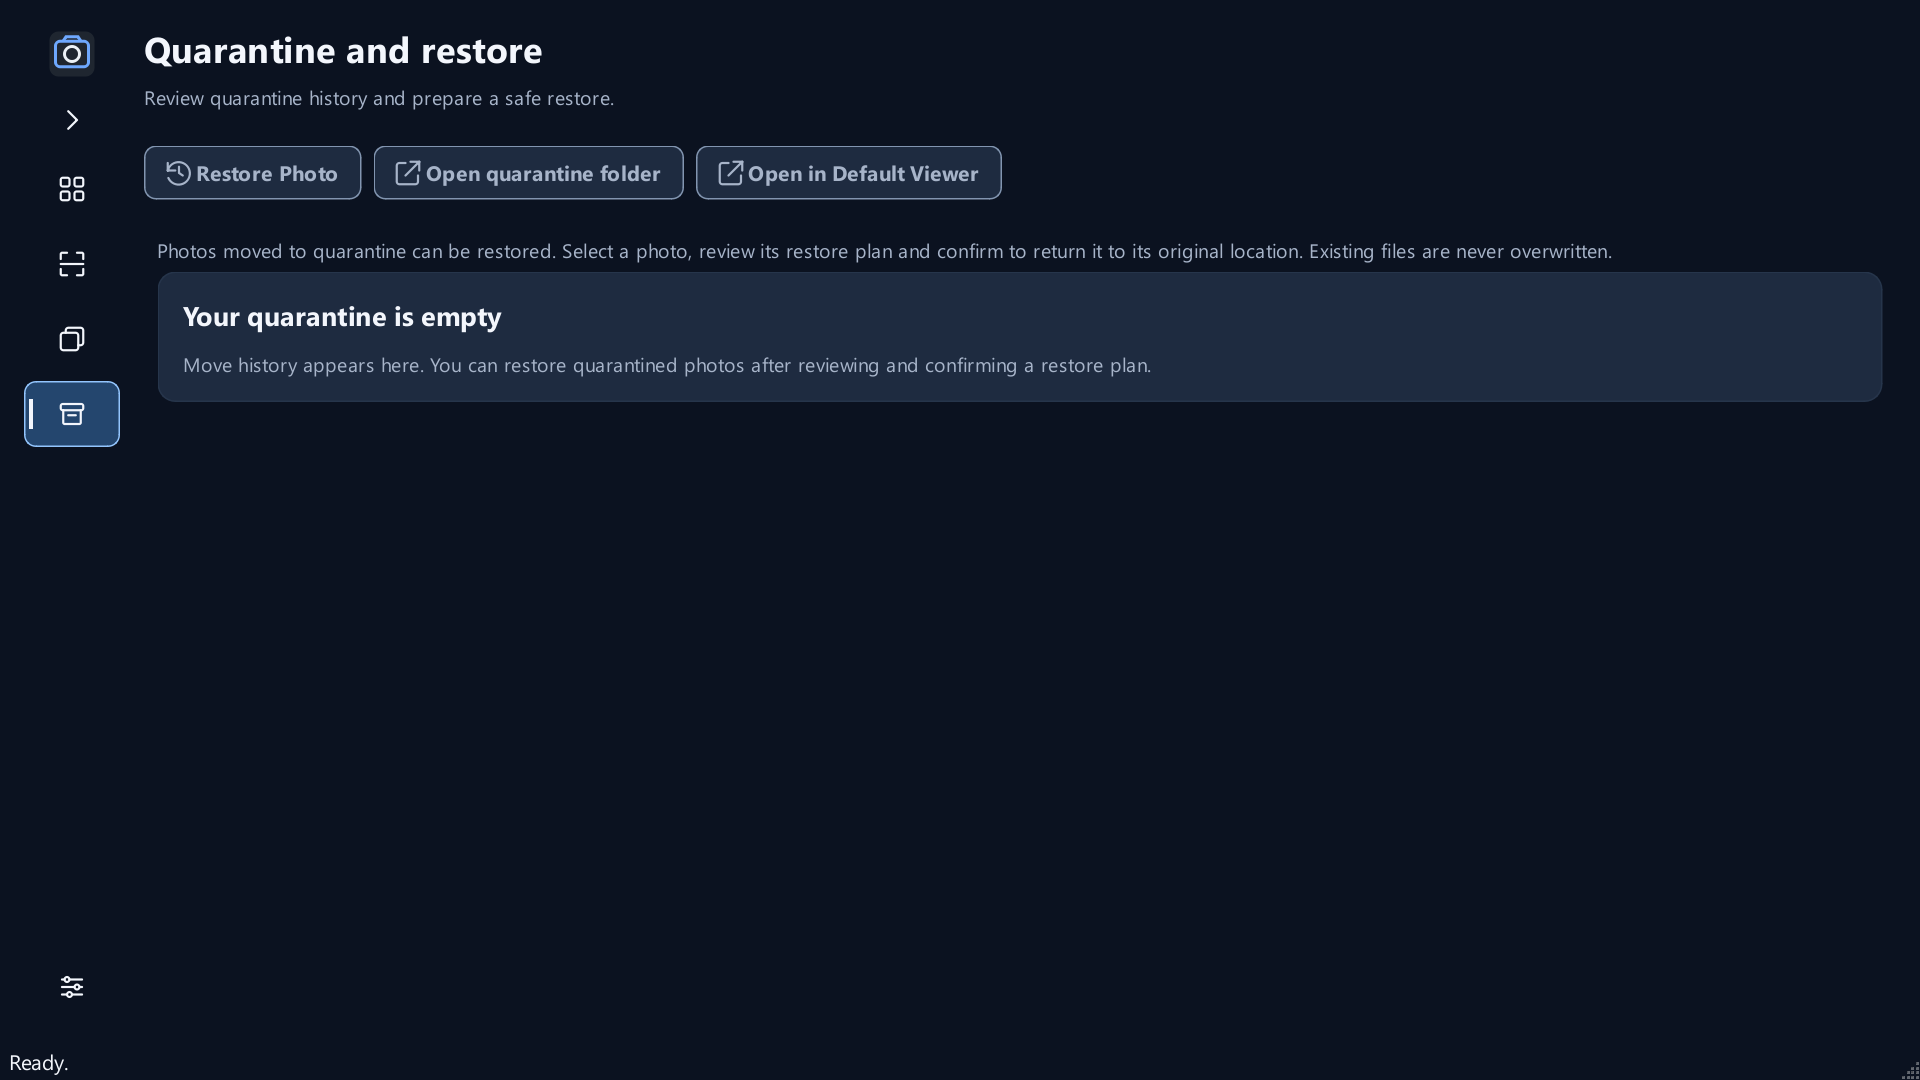 Quarantine and restore
Review quarantine history and prepare a safe restore.
Restore Photo
Open quarantine folder
Open in Default Viewer
Photos moved to quarantine can be restored. Select a photo, review its restore plan and confirm to return it to its original location. Existing files are never overwritten.
Your quarantine is empty
Move history appears here. You can restore quarantined photos after reviewing and confirming a restore plan.
Ready.